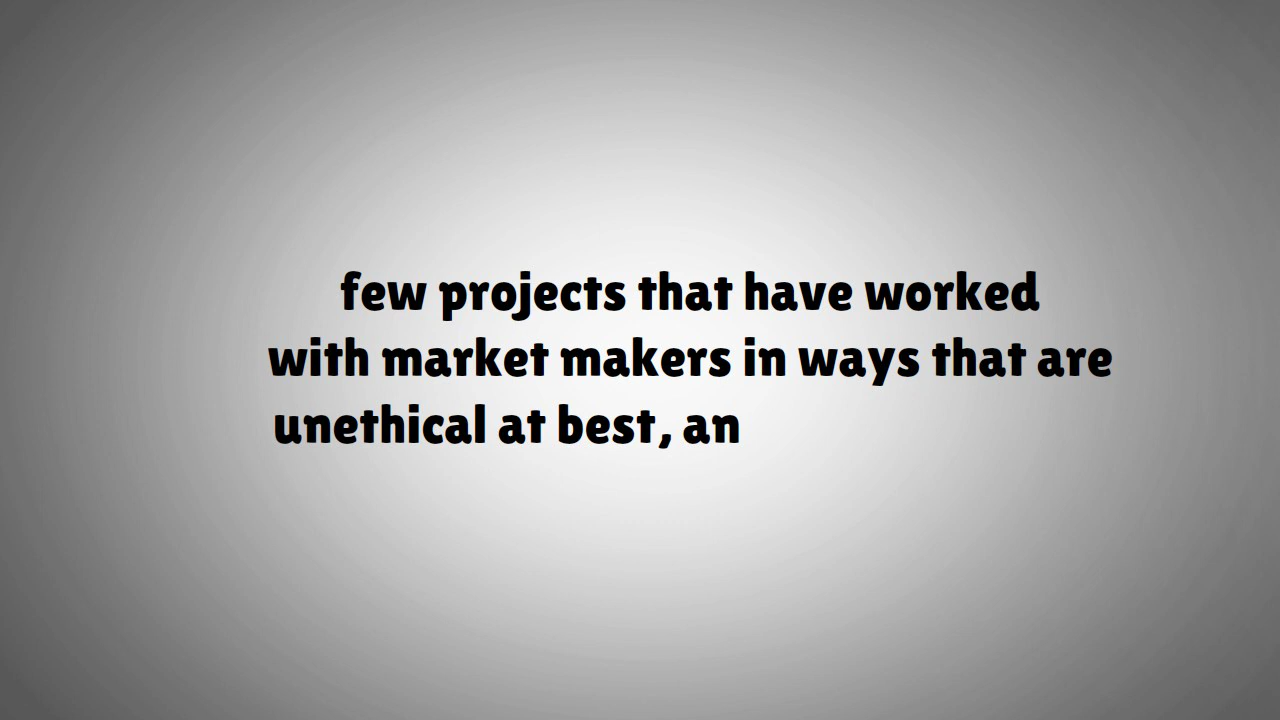 few projects that have worked
with market makers in ways that are
unethical at best, an